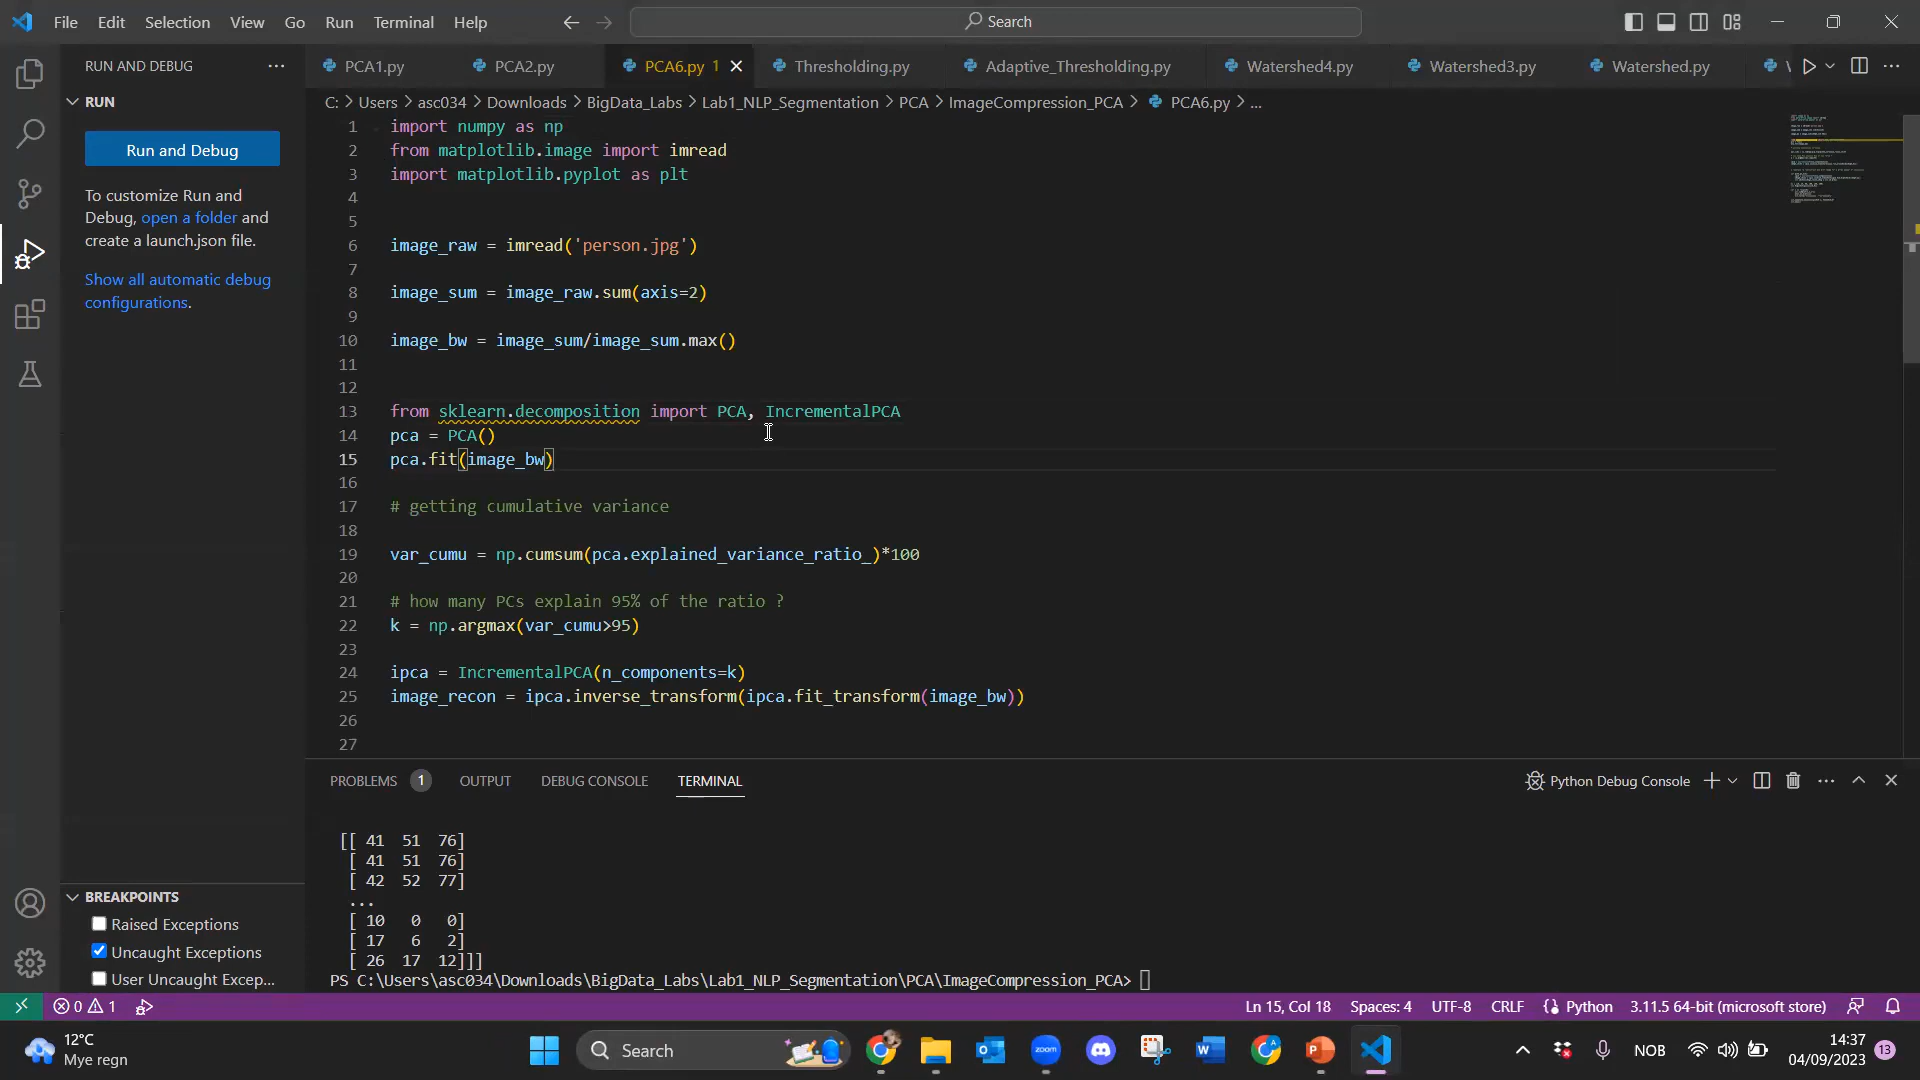 File Edit Selection View Go Run Terminal Help
Search
RUN AND DEBUG ...
PCA1.py PCA2.py PCA6.py 1 Thresholding.py Adaptive_Thresholding.py Watershed4.py Watershed3.py Watershed.py ...
RUN
C: > Users > asc034 > Downloads > BigData_Labs > Lab1_NLP_Segmentation > PCA > ImageCompression_PCA > PCA6.py > ...
Run and Debug
To customize Run and
Debug, open a folder and
create a launch.json file.
Show all automatic debug
configurations.
1 import numpy as np
2 from matplotlib.image import imread
3 import matplotlib.pyplot as plt
4
5
6 image_raw = imread('person.jpg')
7
8 image_sum = image_raw.sum(axis=2)
9
10 image_bw = image_sum/image_sum.max()
11
12
13 from sklearn.decomposition import PCA, IncrementalPCA
14 pca = PCA()
15 pca.fit(image_bw)
16
17 # getting cumulative variance
18
19 var_cumu = np.cumsum(pca.explained_variance_ratio_)*100
20
21 # how many PCs explain 95% of the ratio ?
22 k = np.argmax(var_cumu>95)
23
24 ipca = IncrementalPCA(n_components=k)
25 image_recon = ipca.inverse_transform(ipca.fit_transform(image_bw))
26
27
PROBLEMS 1 OUTPUT DEBUG CONSOLE TERMINAL
Python Debug Console
[[ 41 51 76]
[ 41 51 76]
[ 42 52 77]
...
[ 10 0 0]
[ 17 6 2]
[ 26 17 12]]]
PS C:\Users\asc034\Downloads\BigData_Labs\Lab1_NLP_Segmentation\PCA\ImageCompression_PCA>
BREAKPOINTS
Raised Exceptions
Uncaught Exceptions
User Uncaught Excep...
0 1
Ln 15, Col 18 Spaces: 4 UTF-8 CRLF Python 3.11.5 64-bit (microsoft store)
12°C
Mye regn
Search
zoom
NOB
14:37
04/09/2023
13